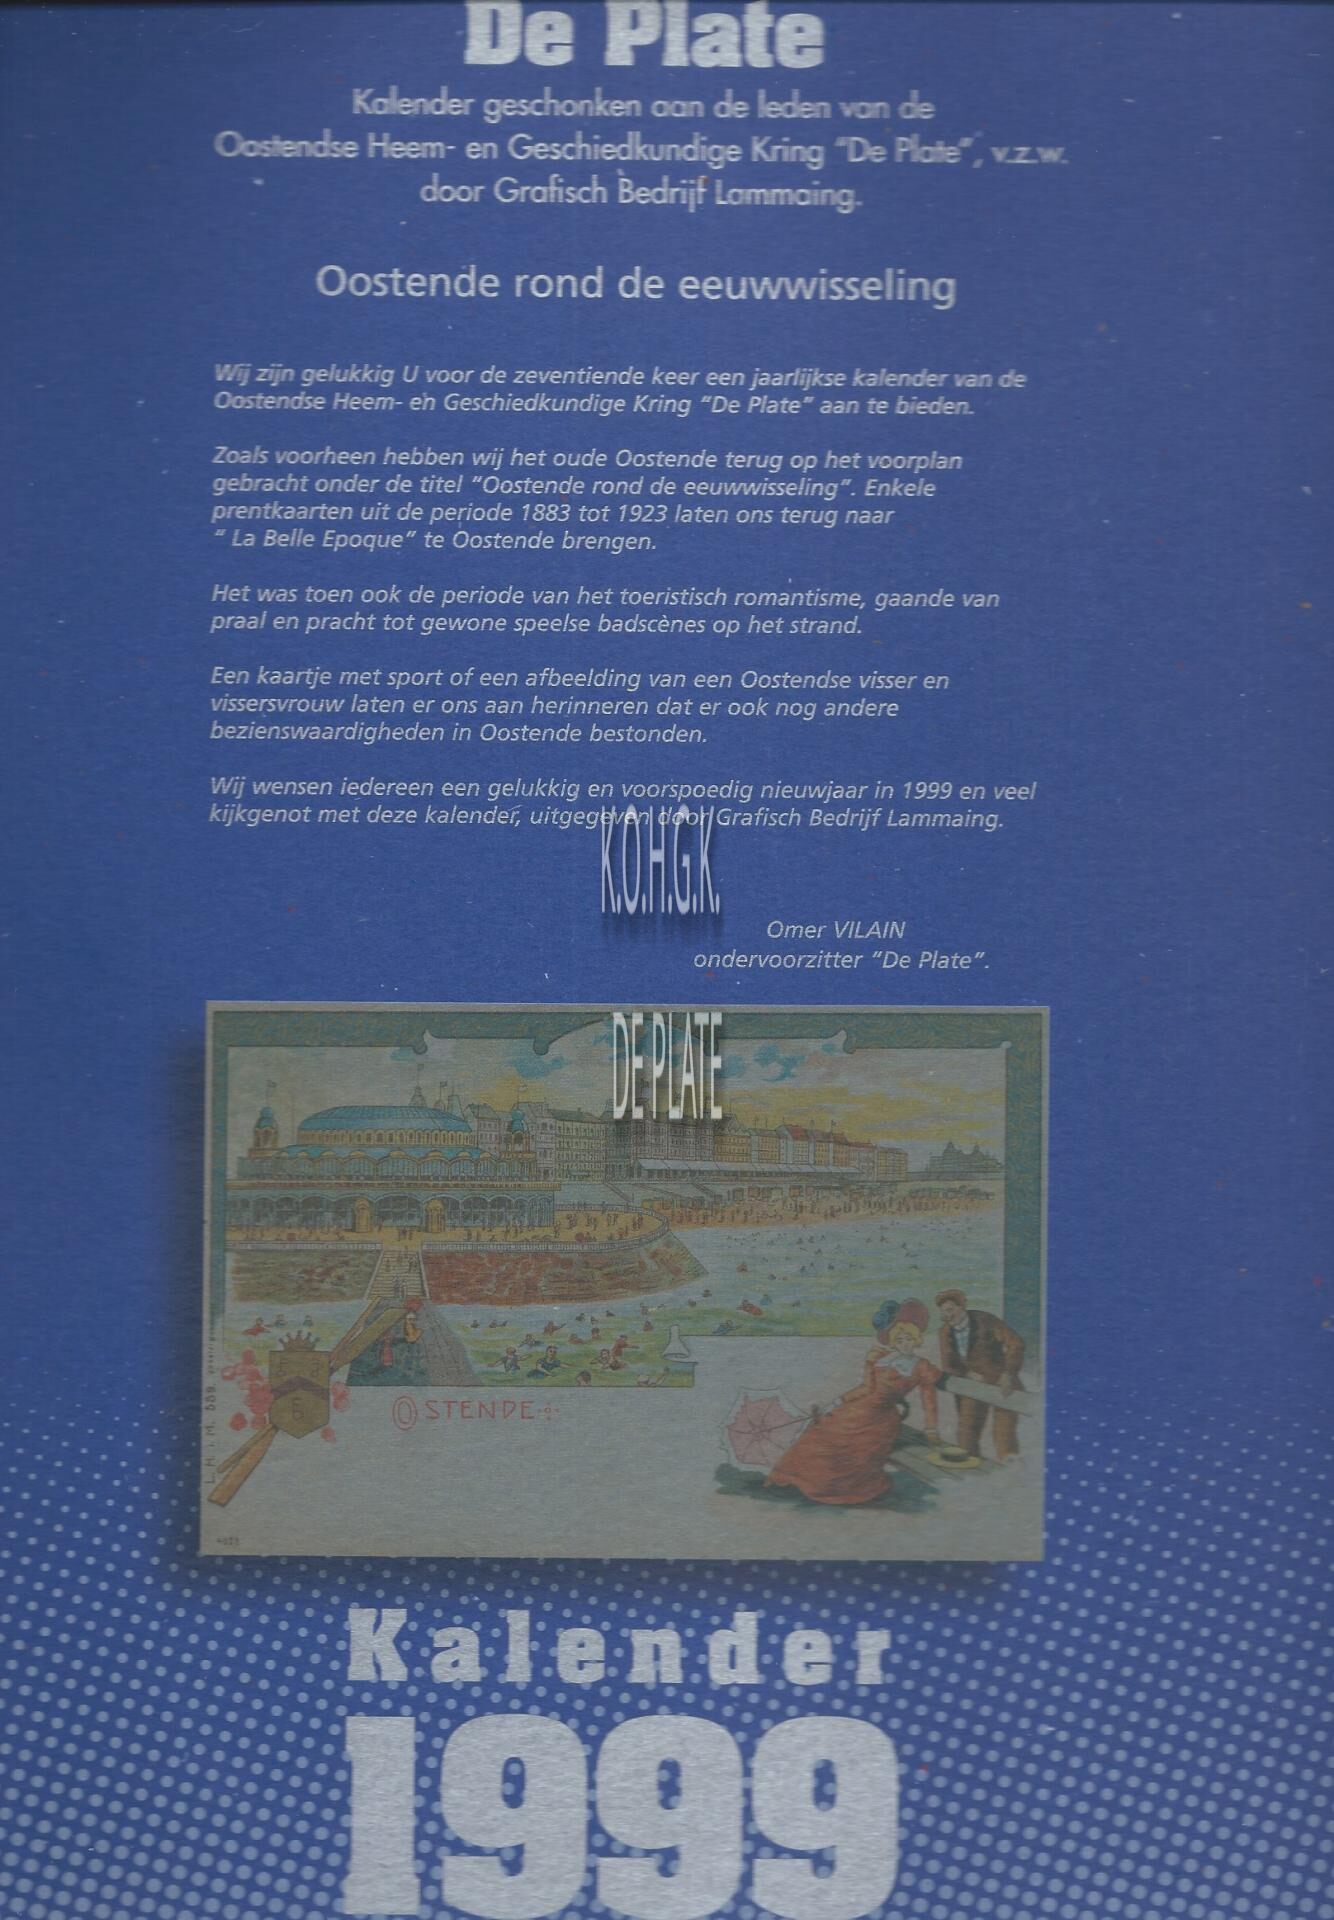 De Plate
Kalender geschonken aan de leden van de
Oostendse Heem- en Geschiedkundige Kring "De Plate", v.z.w.
door Grafisch Bedrijf Lammaing.
Oostende rond de eeuwwisseling
Wij zijn gelukkig U voor de zeventiende keer een jaarlijkse kalender van de
Oostendse Heem- en Geschiedkundige Kring "De Plate" aan te bieden.
Zoals voorheen hebben wij het oude Oostende terug op het voorplan
gebracht onder de titel "Oostende rond de eeuwwisseling". Enkele
prentkaarten uit de periode 1883 tot 1923 laten ons terug naar
" La Belle Epoque" te Oostende brengen.
Het was toen ook de periode van het toeristisch romantisme, gaande van
praal en pracht tot gewone speelse badscènes op het strand.
Een kaartje met sport of een afbeelding van een Oostendse visser en
vissersvrouw laten er ons aan herinneren dat er ook nog andere
bezienswaardigheden in Oostende bestonden.
Wij wensen iedereen een gelukkig en voorspoedig nieuwjaar in 1999 en veel
kijkgenot met deze kalender, uitgegeven door Grafisch Bedrijf Lammaing.
K.O.H.G.K.
Omer VILAIN
ondervoorzitter "De Plate".
DE PLATE
OSTENDE
L.H.i.M. 559.
Kalender
1999